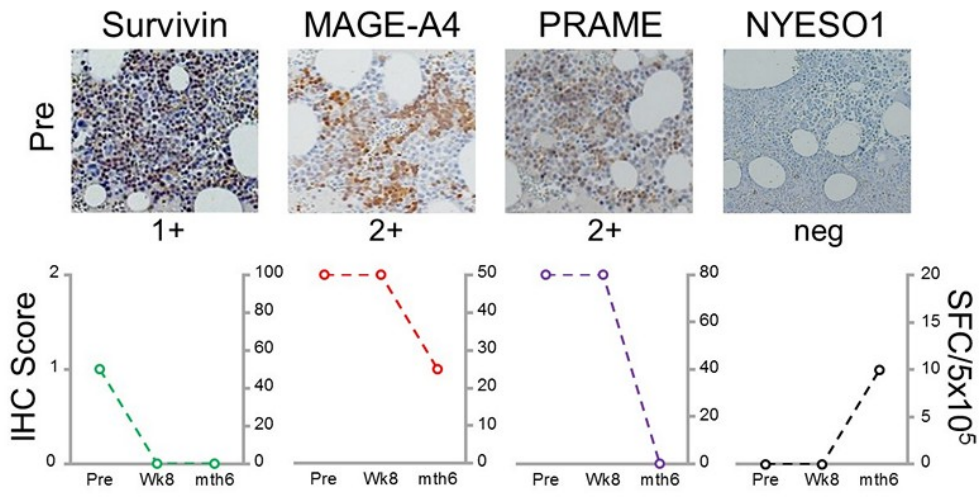 Survivin MAGE-A4 PRAME NYESO1
Pre
1+ 2+ 2+ neg
IHC Score
2
1
0
Pre Wk8 mth6
100
80
60
40
20
0
Pre Wk8 mth6
50
40
30
20
10
0
Pre Wk8 mth6
80
60
40
20
0
Pre Wk8 mth6
20
15
10
5
0
SFC/5x10⁵